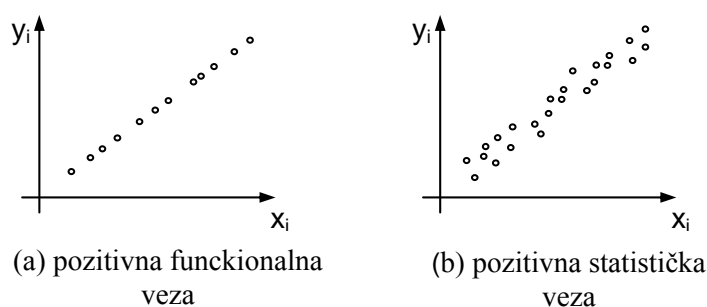 yi
xi
(a) pozitivna funckionalna
veza
yi
xi
(b) pozitivna statistička
veza